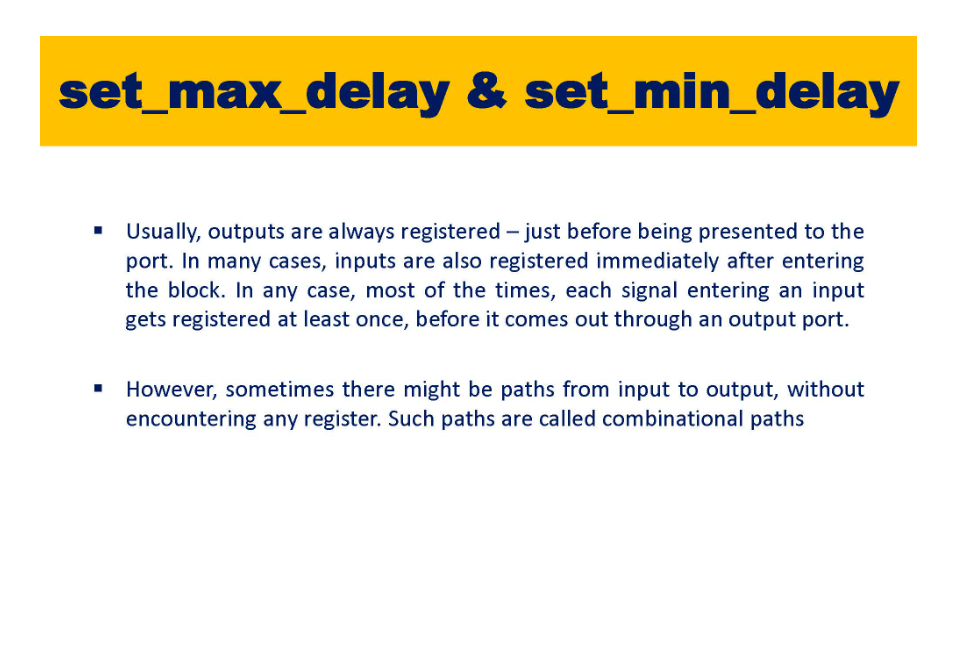 set_max_delay & set_min_delay
▪ Usually, outputs are always registered – just before being presented to the
port. In many cases, inputs are also registered immediately after entering
the block. In any case, most of the times, each signal entering an input
gets registered at least once, before it comes out through an output port.
▪ However, sometimes there might be paths from input to output, without
encountering any register. Such paths are called combinational paths